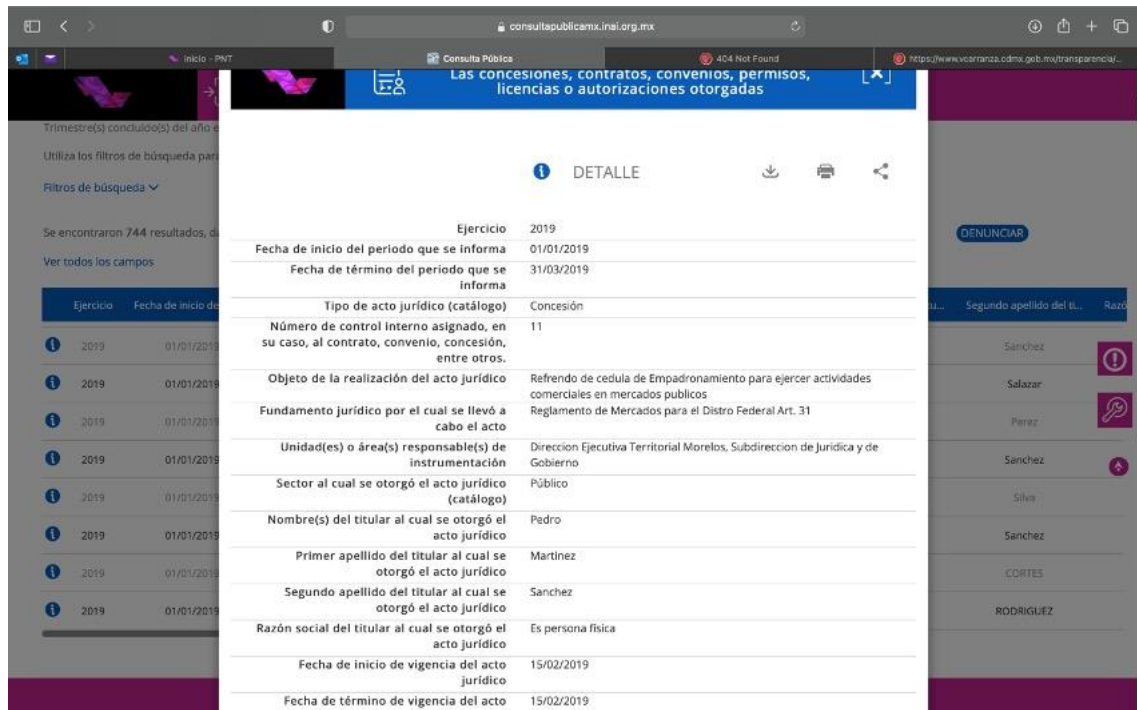 consultapublicamx.inai.org.mx
Inicio - PNT
Consulta Pública
404 Not Found
https://www.vcarranza.cdmx.gob.mx/transparencia/...
Las concesiones, contratos, convenios, permisos,
licencias o autorizaciones otorgadas
[X]
Trimestre(s) concluido(s) del año e
Utiliza los filtros de búsqueda par
Filtros de búsqueda
Se encontraron 744 resultados, da
Ver todos los campos
DENUNCIAR
DETALLE
Ejercicio 2019
Fecha de inicio del periodo que se informa 01/01/2019
Fecha de término del periodo que se 31/03/2019
informa
Tipo de acto jurídico (catálogo) Concesión
Número de control interno asignado, en 11
su caso, al contrato, convenio, concesión,
entre otros.
Objeto de la realización del acto jurídico Refrendo de cedula de Empadronamiento para ejercer actividades
comerciales en mercados publicos
Fundamento jurídico por el cual se llevó a Reglamento de Mercados para el Distro Federal Art. 31
cabo el acto
Unidad(es) o área(s) responsable(s) de Direccion Ejecutiva Territorial Morelos, Subdireccion de Juridica y de
instrumentación Gobierno
Sector al cual se otorgó el acto jurídico Público
(catálogo)
Nombre(s) del titular al cual se otorgó el Pedro
acto jurídico
Primer apellido del titular al cual se Martinez
otorgó el acto jurídico
Segundo apellido del titular al cual se Sanchez
otorgó el acto jurídico
Razón social del titular al cual se otorgó el Es persona física
acto jurídico
Fecha de inicio de vigencia del acto 15/02/2019
jurídico
Fecha de término de vigencia del acto 15/02/2019
Ejercicio Fecha de inicio de
2019 01/01/2019
2019 01/01/2019
2019 01/01/2019
2019 01/01/2019
2019 01/01/2019
2019 01/01/2019
2019 01/01/2019
2019 01/01/2019
tu... Segundo apellido del ti... Razó
Sanchez
Salazar
Perez
Sanchez
Silva
Sanchez
CORTES
RODRIGUEZ